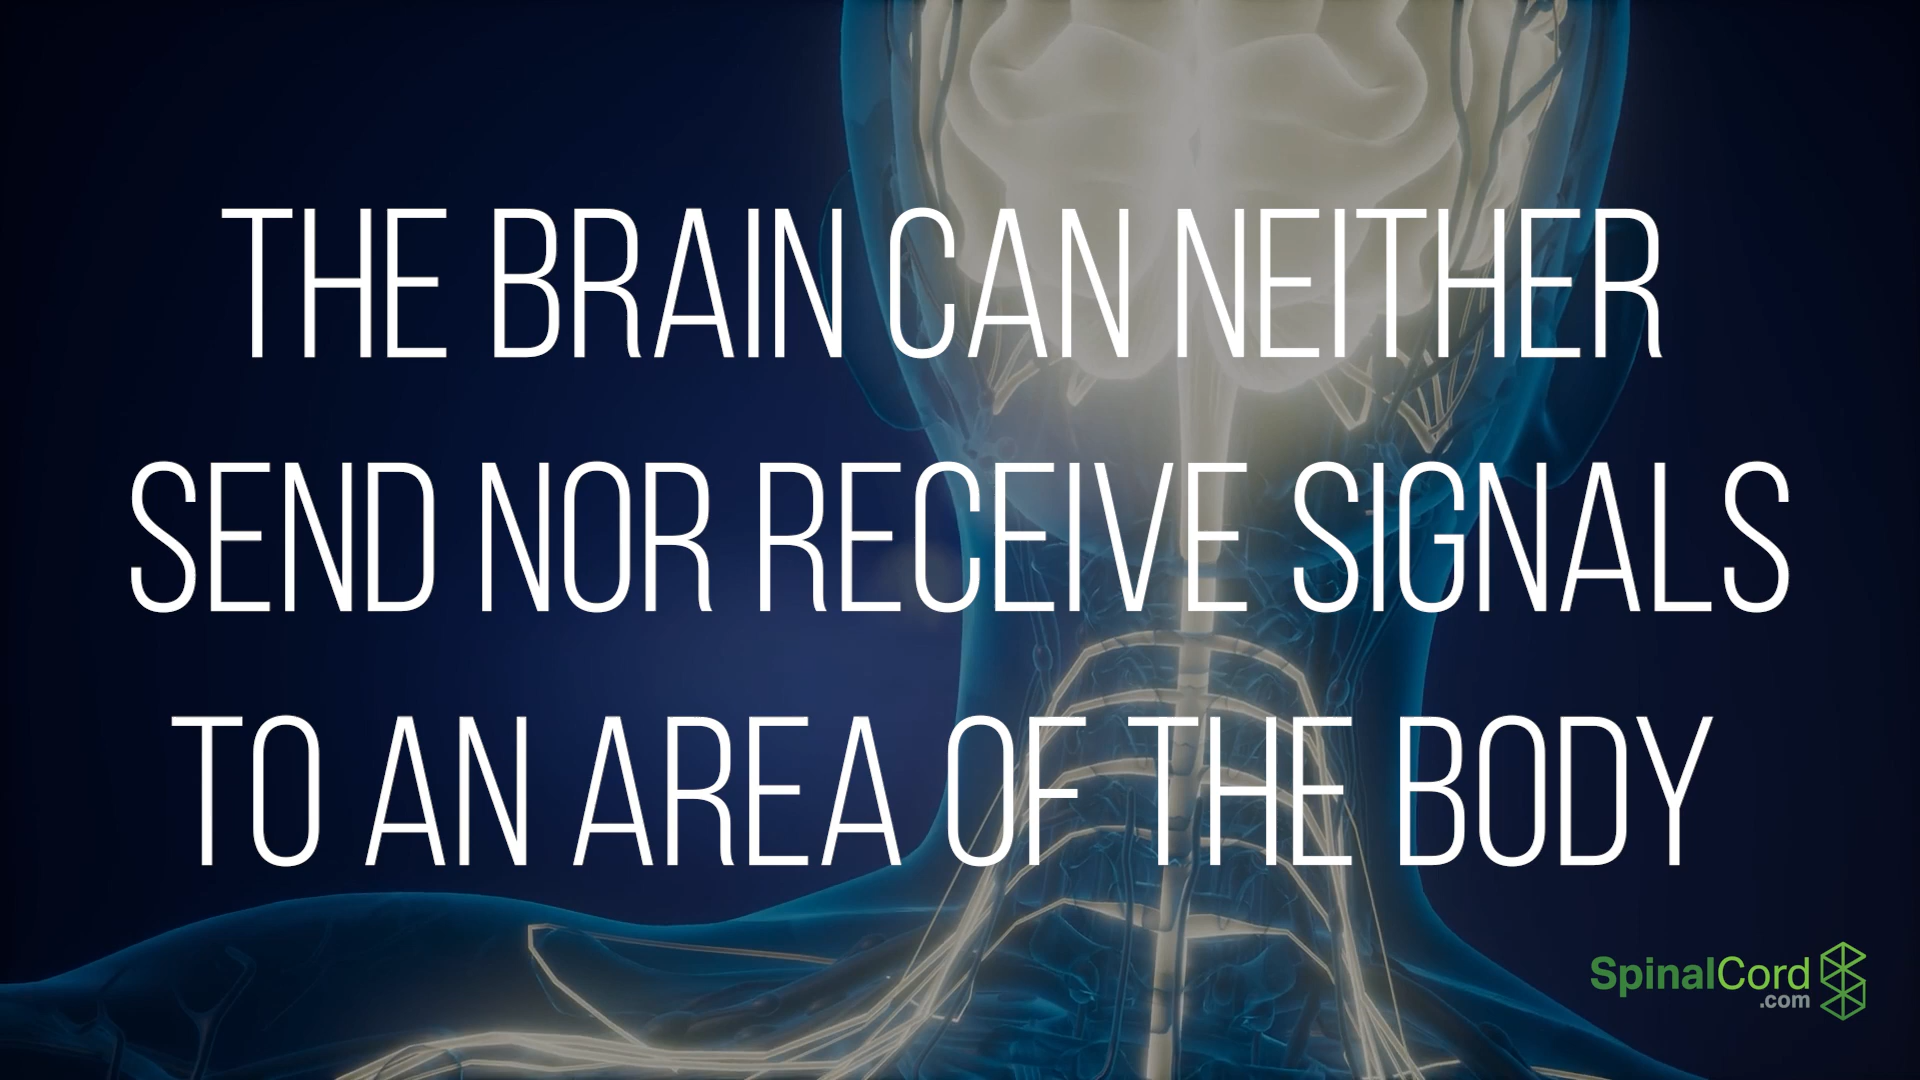 THE BRAIN CAN NEITHER
SEND NOR RECEIVE SIGNALS
TO AN AREA OF THE BODY
SpinalCord
.com